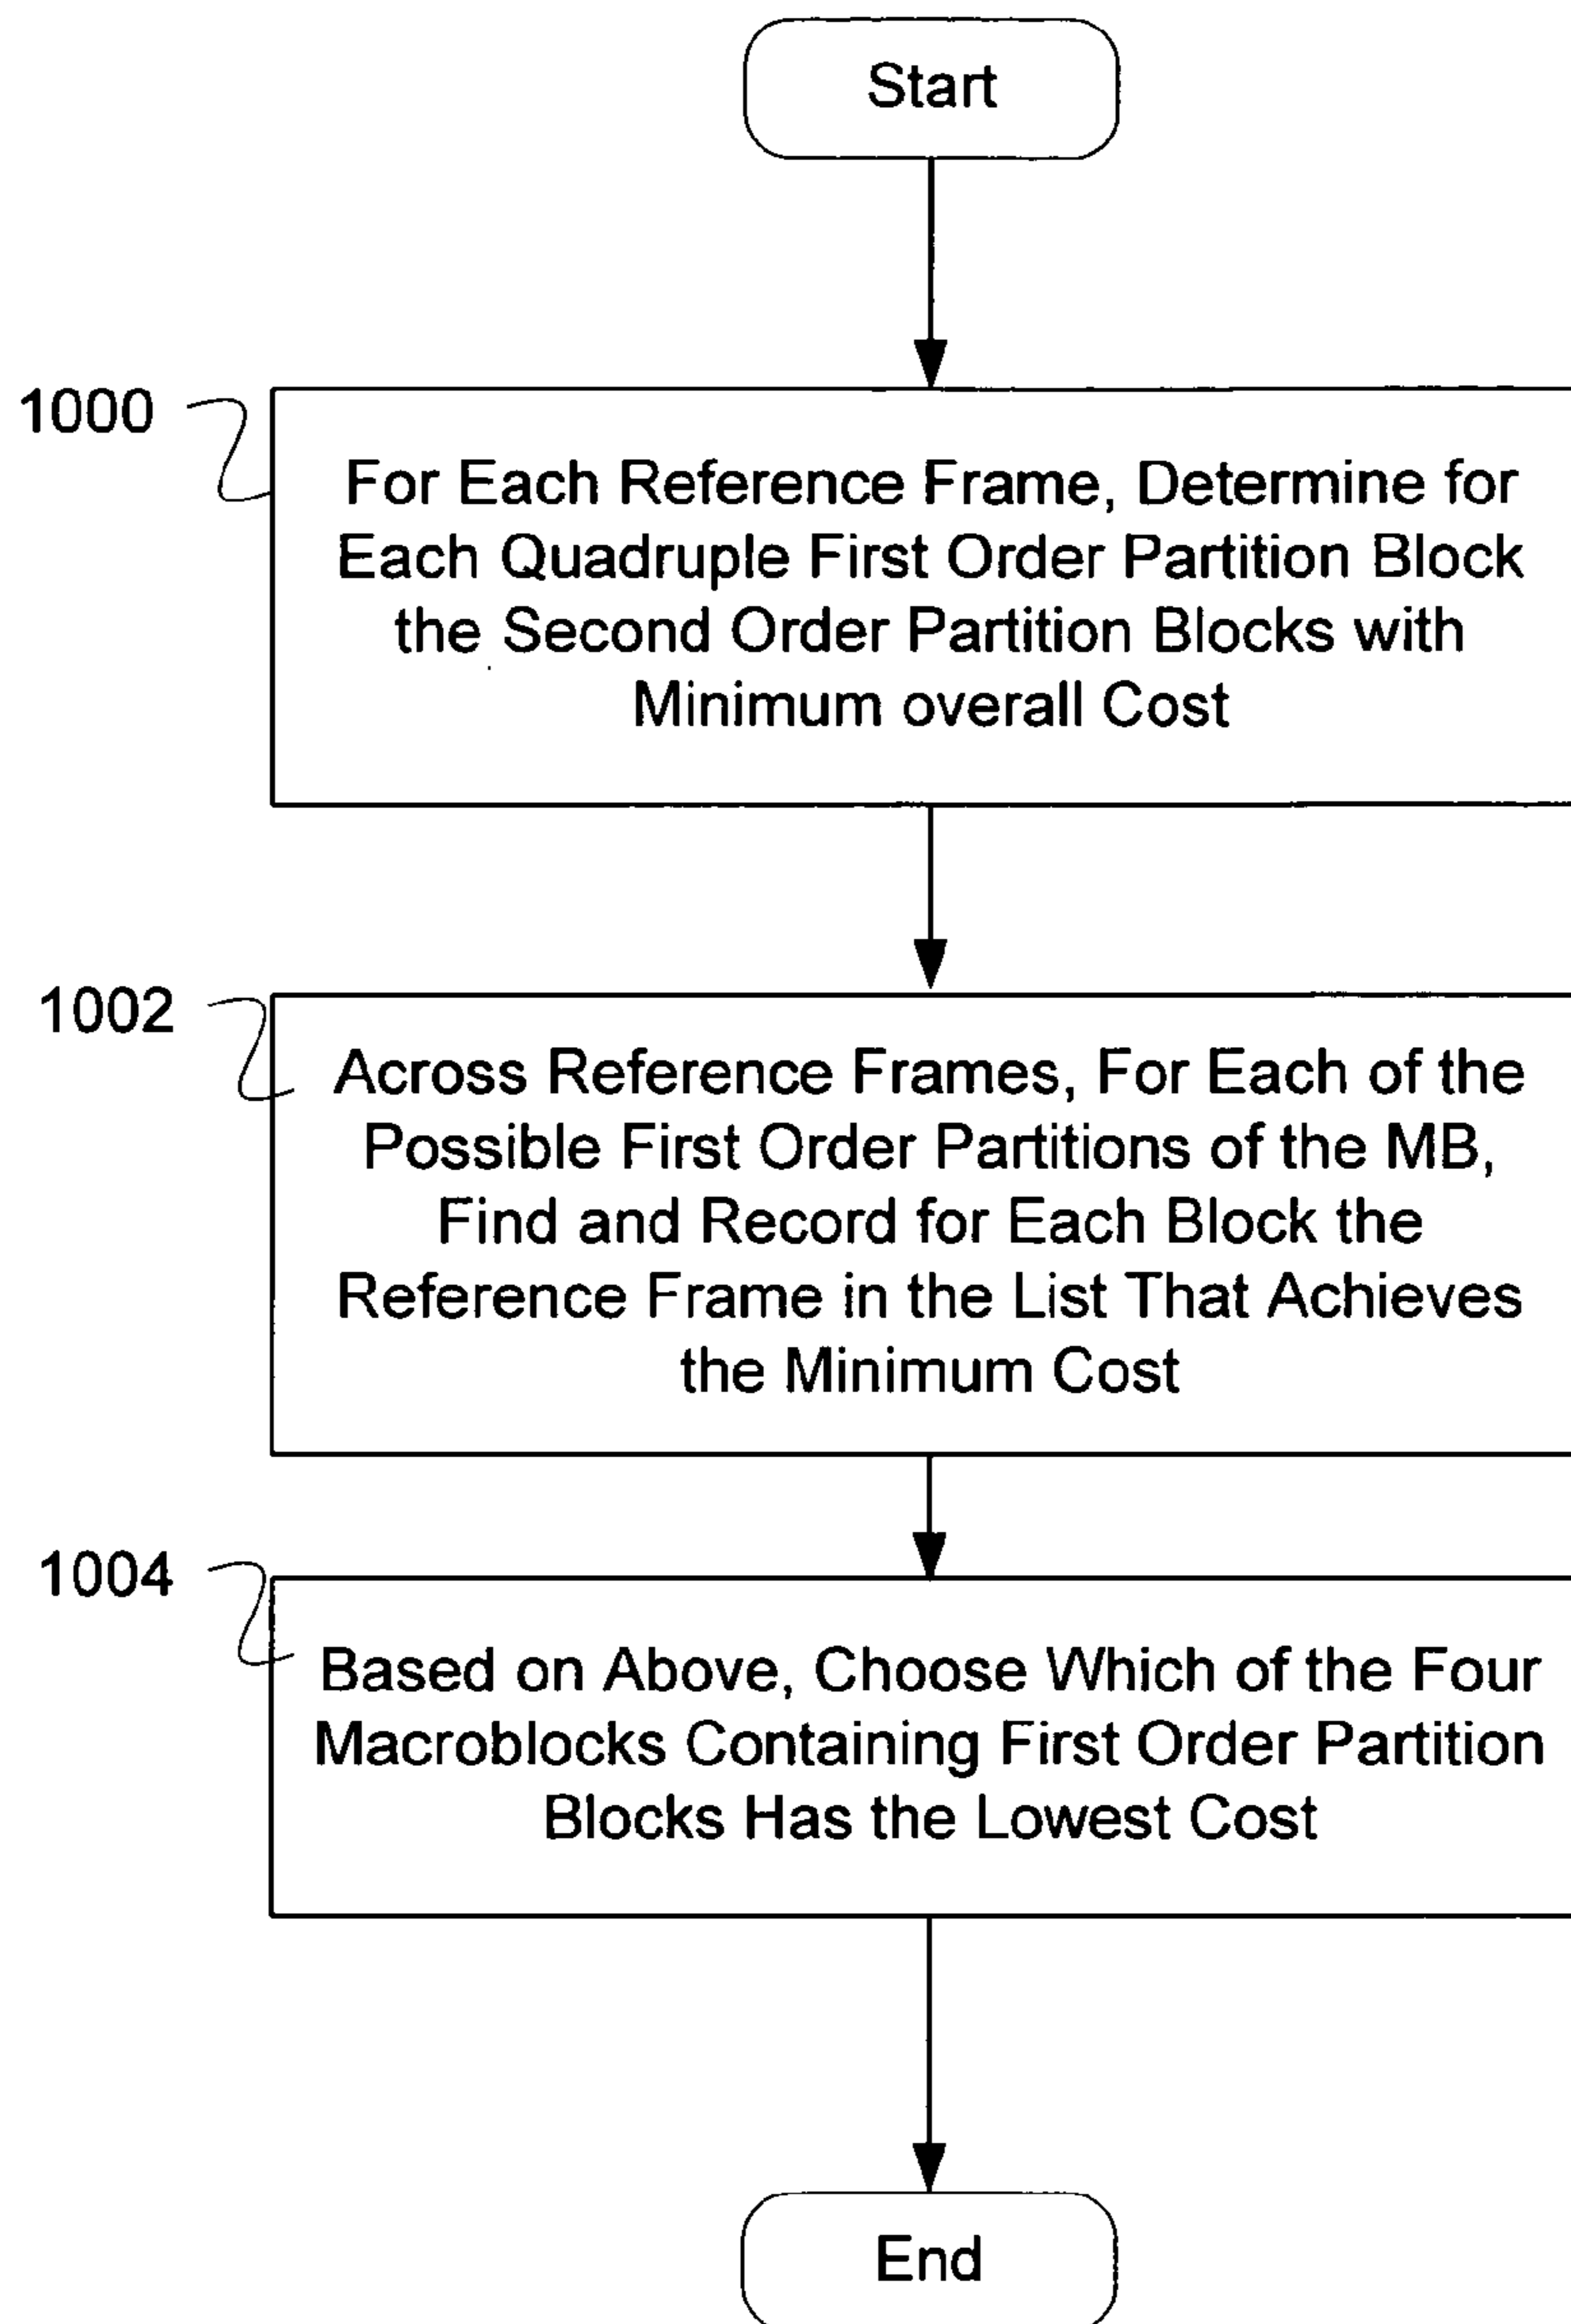 Start
1000
For Each Reference Frame, Determine for
Each Quadruple First Order Partition Block
the Second Order Partition Blocks with
Minimum overall Cost
1002
Across Reference Frames, For Each of the
Possible First Order Partitions of the MB,
Find and Record for Each Block the
Reference Frame in the List That Achieves
the Minimum Cost
1004
Based on Above, Choose Which of the Four
Macroblocks Containing First Order Partition
Blocks Has the Lowest Cost
End